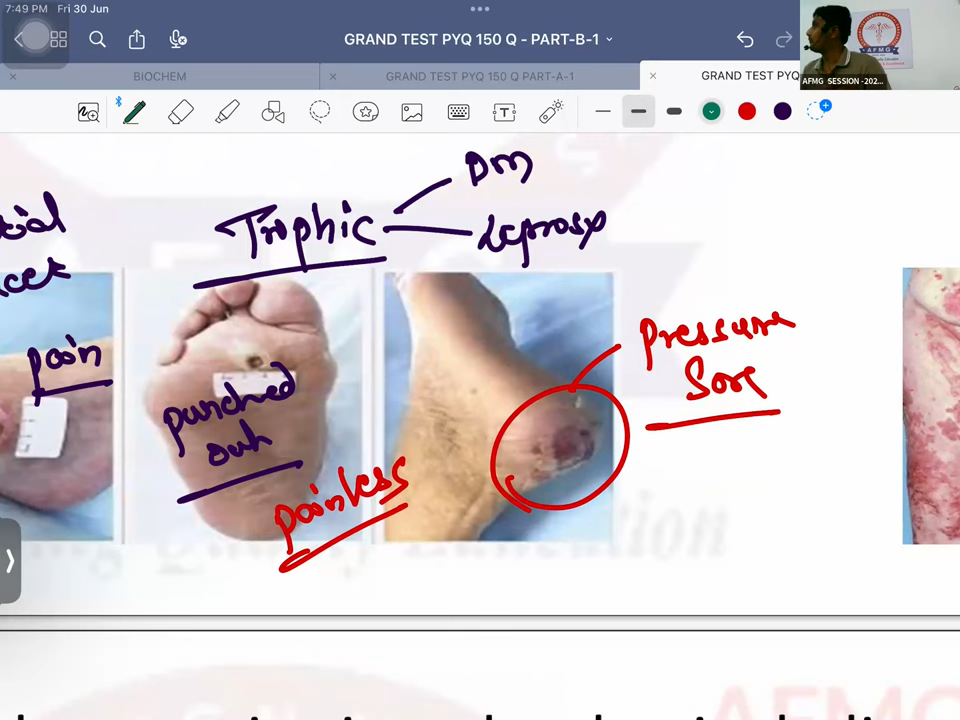 7:49 PM Fri 30 Jun
GRAND TEST PYQ 150 Q - PART-B-1
BIOCHEM
GRAND TEST PYQ 150 Q PART-A-1
GRAND TEST PYQ
AFMG
AFMG SESSION -202...
DM
Trophic
Leprosy
pain
punched
out
painless
Pressure
Sore